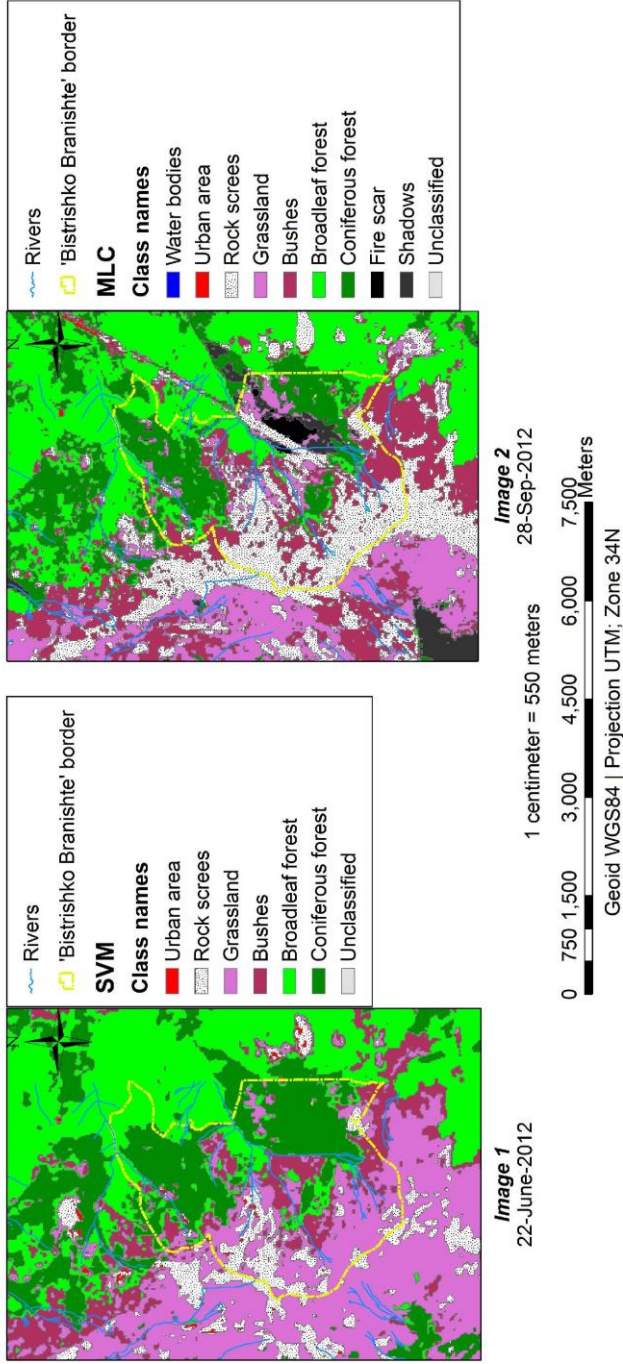 N
Rivers
'Bistrishko Branishte' border
SVM
Class names
Urban area
Rock screes
Grassland
Bushes
Broadleaf forest
Coniferous forest
Unclassified
Image 1
22-June-2012
N
Rivers
'Bistrishko Branishte' border
MLC
Class names
Water bodies
Urban area
Rock screes
Grassland
Bushes
Broadleaf forest
Coniferous forest
Fire scar
Shadows
Unclassified
Image 2
28-Sep-2012
1 centimeter = 550 meters
0 750 1,500 3,000 4,500 6,000 7,500
Meters
Geoid WGS84 | Projection UTM; Zone 34N